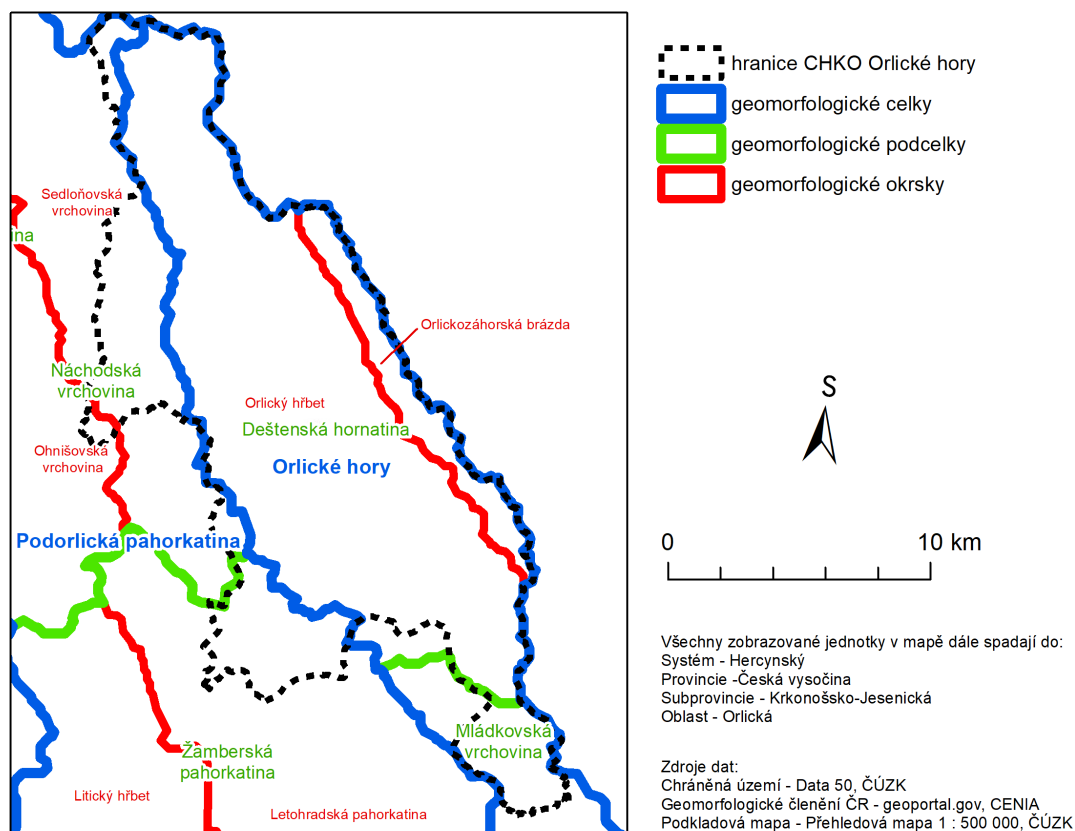 hranice CHKO Orlické hory
geomorfologické celky
geomorfologické podcelky
geomorfologické okrsky
Sedloňovská
vrchovina
ina
Orlickozáhorská brázda
Náchodská
vrchovina
Orlický hřbet
Deštenská hornatina
Ohnišovská
vrchovina
Orlické hory
Podorlická pahorkatina
Mládkovská
vrchovina
Žamberská
pahorkatina
Litický hřbet
Letohradská pahorkatina
S
0
10 km
Všechny zobrazované jednotky v mapě dále spadají do:
Systém - Hercynský
Provincie -Česká vysočina
Subprovincie - Krkonošsko-Jesenická
Oblast - Orlická
Zdroje dat:
Chráněná území - Data 50, ČÚZK
Geomorfologické členění ČR - geoportal.gov, CENIA
Podkladová mapa - Přehledová mapa 1 : 500 000, ČÚZK